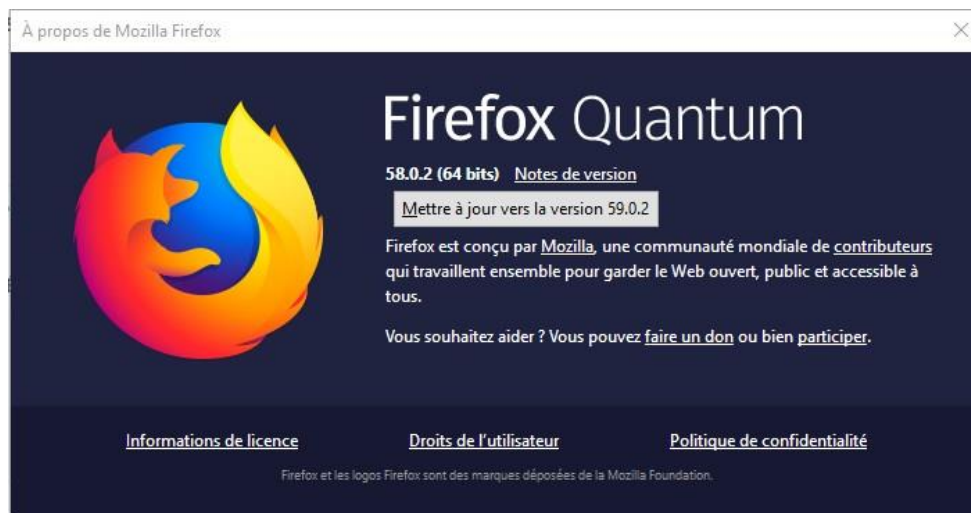 À propos de Mozilla Firefox
Firefox Quantum
58.0.2 (64 bits) Notes de version
Mettre à jour vers la version 59.0.2
Firefox est conçu par Mozilla, une communauté mondiale de contributeurs
qui travaillent ensemble pour garder le Web ouvert, public et accessible à
tous.
Vous souhaitez aider ? Vous pouvez faire un don ou bien participer.
Informations de licence Droits de l'utilisateur Politique de confidentialité
Firefox et les logos Firefox sont des marques déposées de la Mozilla Foundation.